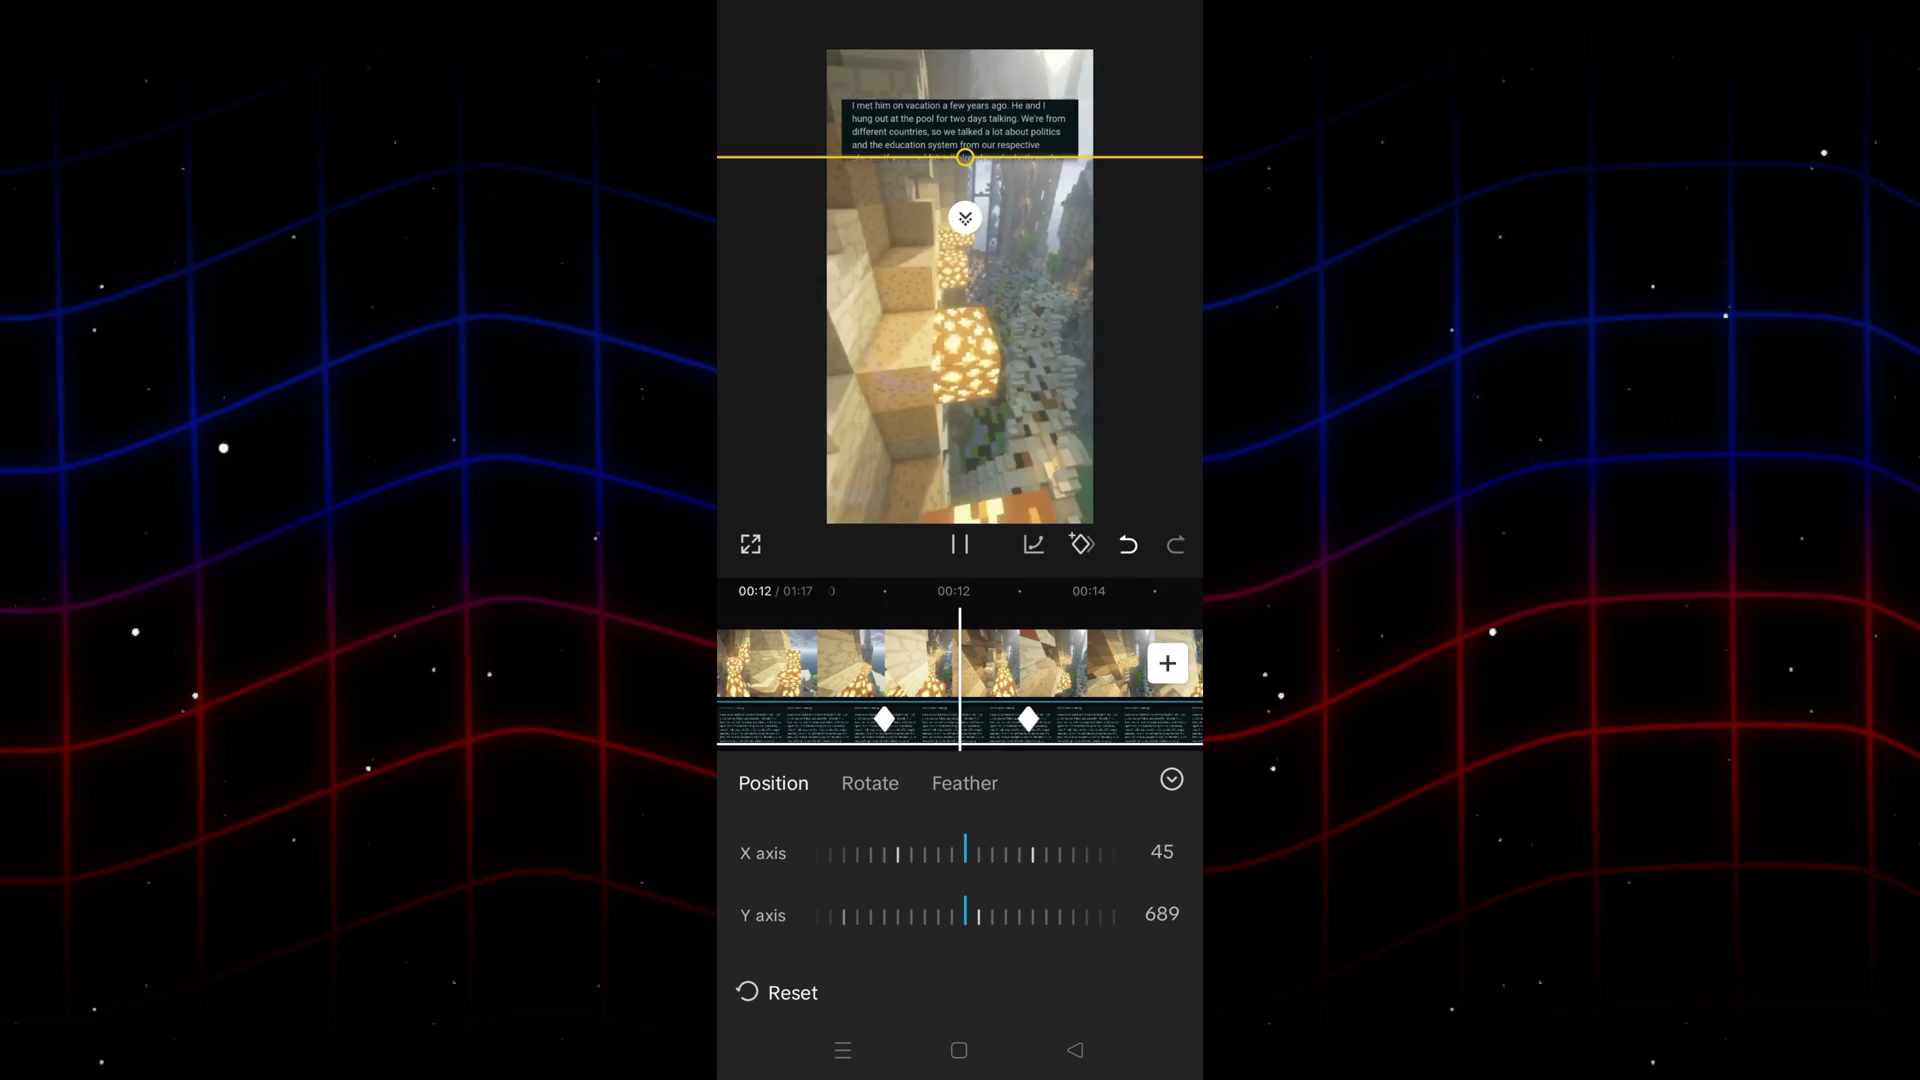 I met him on vacation a few years ago. He and I
hung out at the pool for two days talking. We're from
different countries, so we talked a lot about politics
and the education system from our respective
00:12 / 01:17
00:12
00:14
Position
Rotate
Feather
X axis
45
Y axis
689
Reset